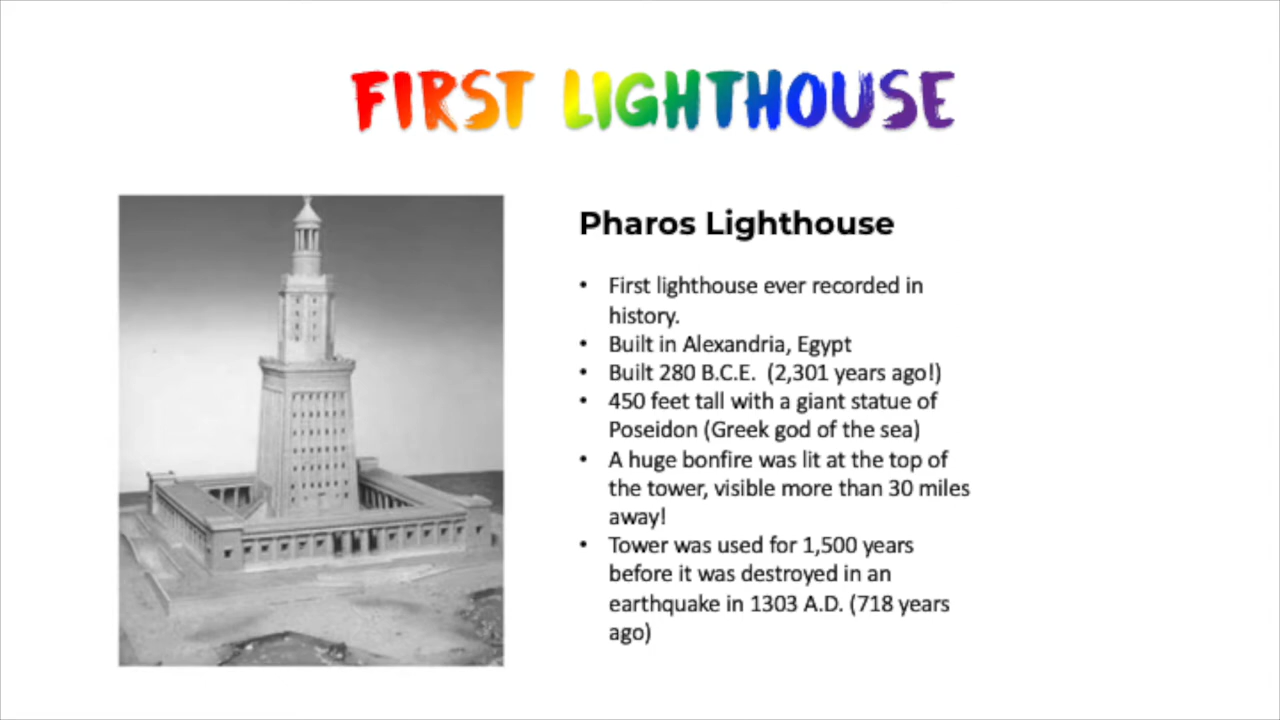 FIRST LIGHTHOUSE
Pharos Lighthouse
• First lighthouse ever recorded in
history.
• Built in Alexandria, Egypt
• Built 280 B.C.E.  (2,301 years ago!)
• 450 feet tall with a giant statue of
Poseidon (Greek god of the sea)
• A huge bonfire was lit at the top of
the tower, visible more than 30 miles
away!
• Tower was used for 1,500 years
before it was destroyed in an
earthquake in 1303 A.D. (718 years
ago)